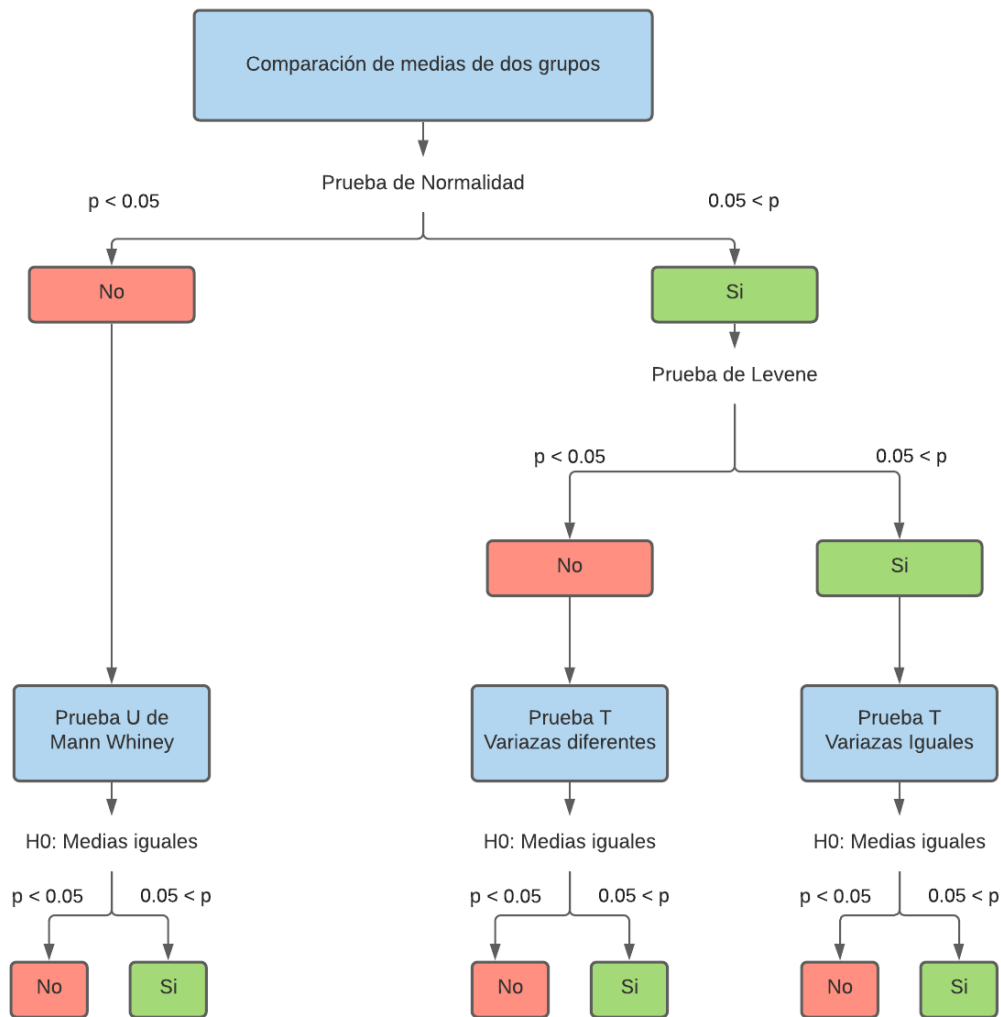 Comparación de medias de dos grupos
Prueba de Normalidad
p < 0.05
0.05 < p
No
Si
Prueba de Levene
p < 0.05
0.05 < p
No
Si
Prueba U de
Mann Whiney
Prueba T
Variazas diferentes
Prueba T
Variazas Iguales
H0: Medias iguales
H0: Medias iguales
H0: Medias iguales
p < 0.05
0.05 < p
p < 0.05
0.05 < p
p < 0.05
0.05 < p
No
Si
No
Si
No
Si